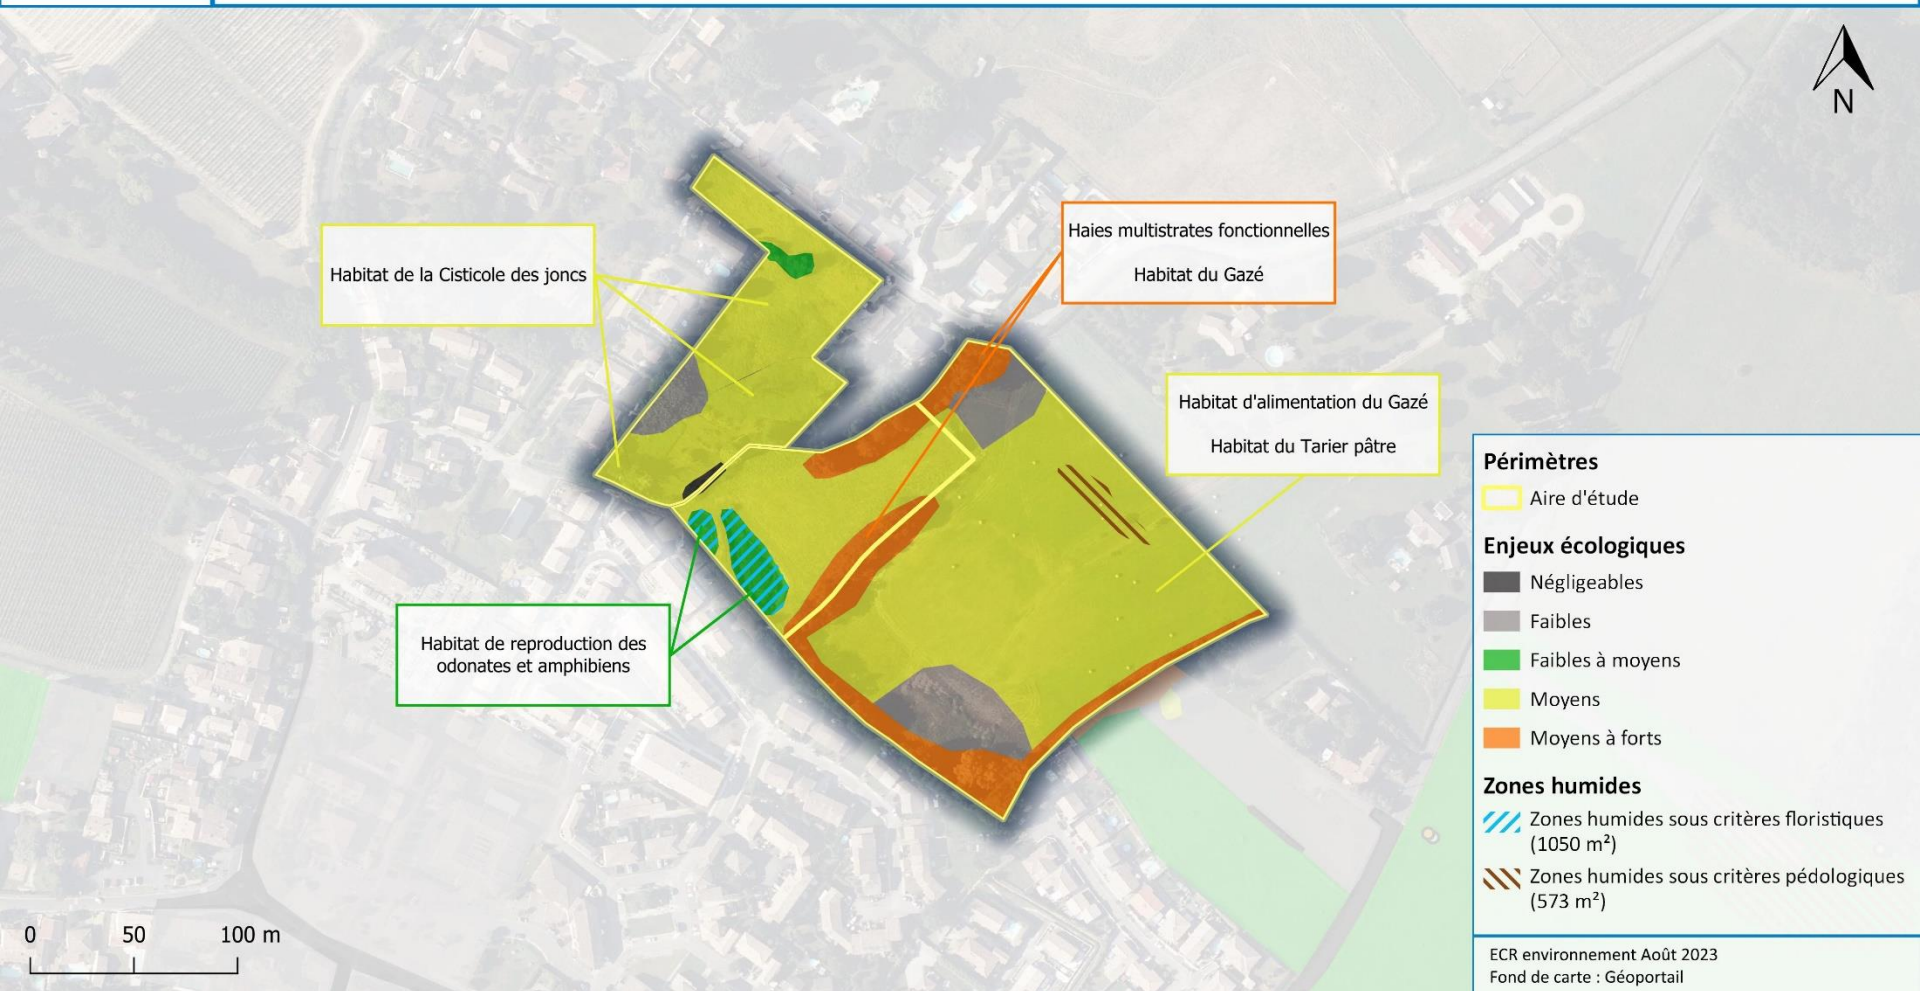 N
Habitat de la Cisticole des joncs
Haies multistrates fonctionnelles
Habitat du Gazé
Habitat d'alimentation du Gazé
Habitat du Tarier pâtre
Habitat de reproduction des
odonates et amphibiens
Périmètres
Aire d'étude
Enjeux écologiques
Négligeables
Faibles
Faibles à moyens
Moyens
Moyens à forts
Zones humides
Zones humides sous critères floristiques
(1050 m²)
Zones humides sous critères pédologiques
(573 m²)
0 50 100 m
ECR environnement Août 2023
Fond de carte : Géoportail